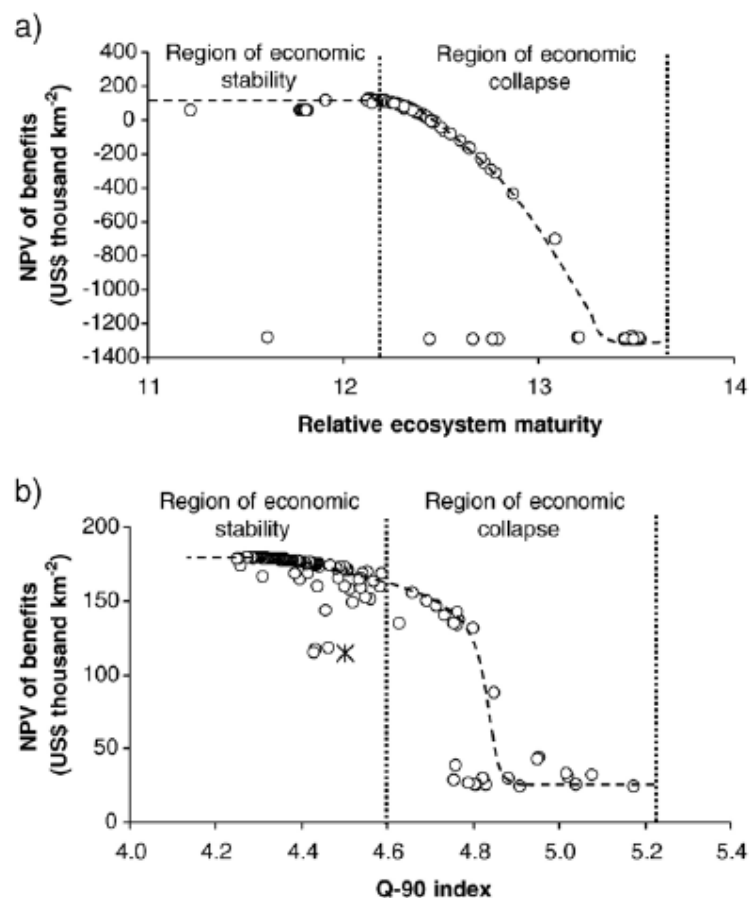 a)
Region of economic stability
Region of economic collapse
NPV of benefits
(US$ thousand km-2)
400
200
0
-200
-400
-600
-800
-1000
-1200
-1400
11
12
13
14
Relative ecosystem maturity
b)
Region of economic stability
Region of economic collapse
NPV of benefits
(US$ thousand km-2)
200
150
100
50
0
4.0
4.2
4.4
4.6
4.8
5.0
5.2
5.4
Q-90 index